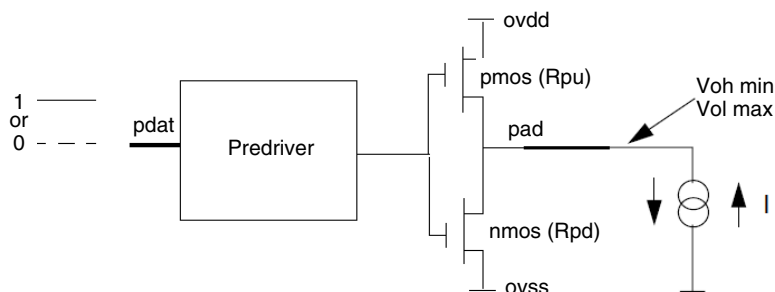 ovdd
pmos (Rpu)
Voh min
Vol max
1
or
0
pdat
Predriver
pad
nmos (Rpd)
I
ovss